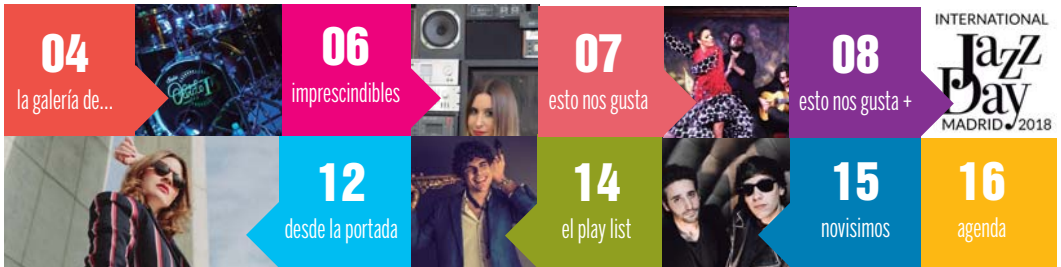 04
la galería de...
06
imprescindibles
07
esto nos gusta
08
esto nos gusta +
INTERNATIONAL
Jazz
Day
MADRID 2018
12
desde la portada
14
el play list
15
novisimos
16
agenda